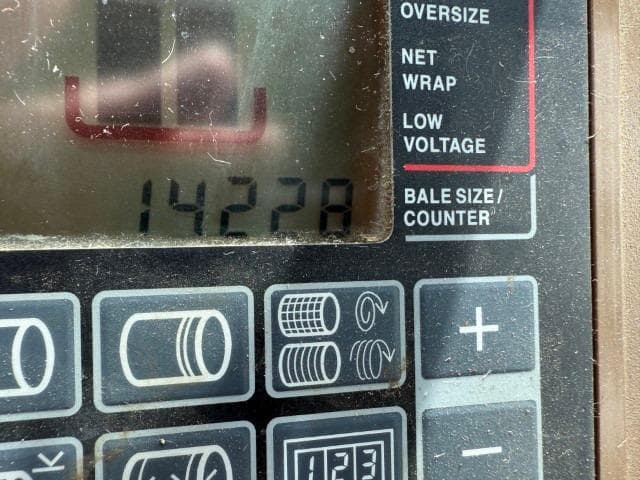 OVERSIZE
NET
WRAP
LOW
VOLTAGE
14228
BALE SIZE/
COUNTER
+
K
123
−